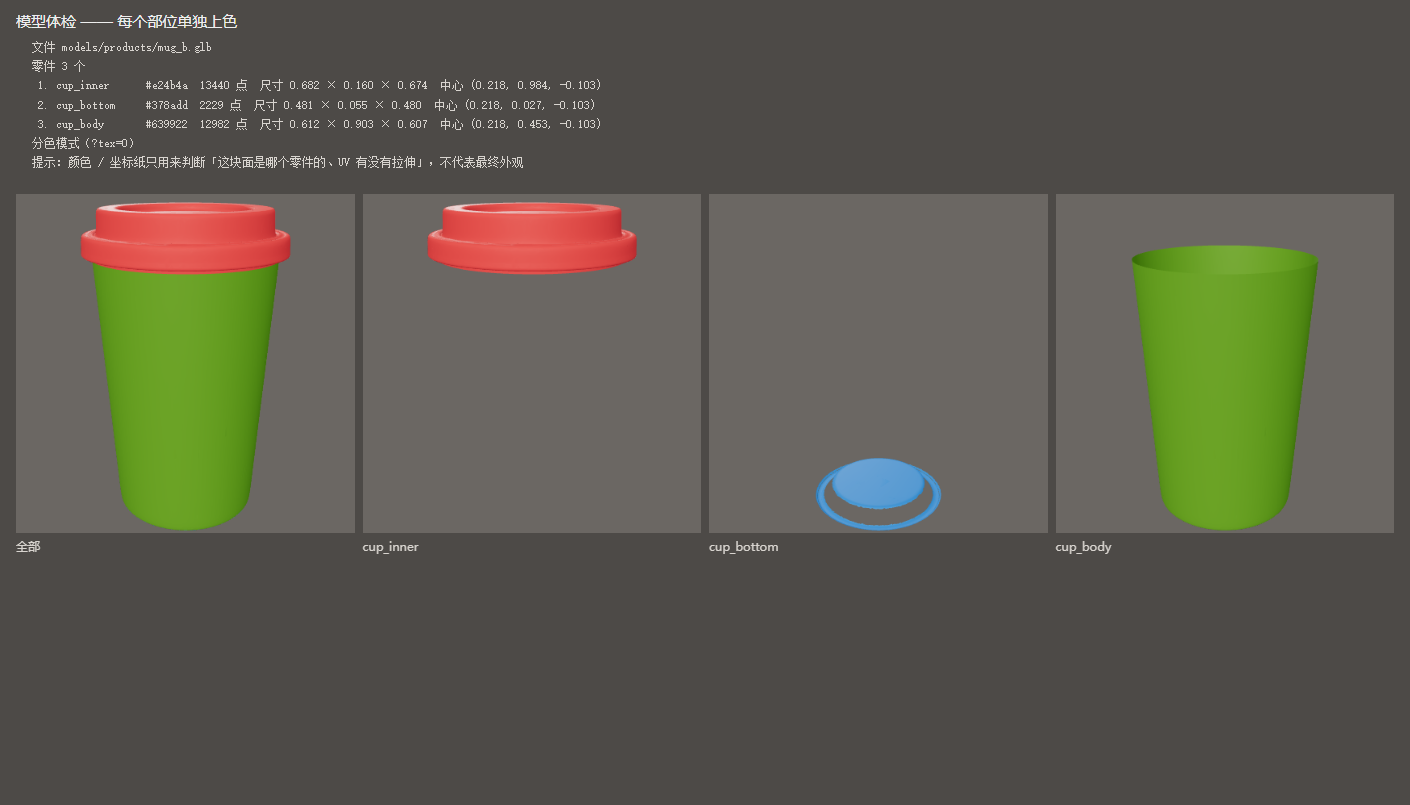 模型体检 —— 每个部位单独上色
文件 models/products/mug_b.glb
零件 3 个
1. cup_inner #e24b4a 13440 点 尺寸 0.682 × 0.160 × 0.674 中心 (0.218, 0.984, -0.103)
2. cup_bottom #378add 2229 点 尺寸 0.481 × 0.055 × 0.480 中心 (0.218, 0.027, -0.103)
3. cup_body #639922 12982 点 尺寸 0.612 × 0.903 × 0.607 中心 (0.218, 0.453, -0.103)
分色模式 (?tex=0)
提示: 颜色 / 坐标纸只用来判断「这块面是哪个零件的、UV 有没有拉伸」, 不代表最终外观
全部
cup_inner
cup_bottom
cup_body